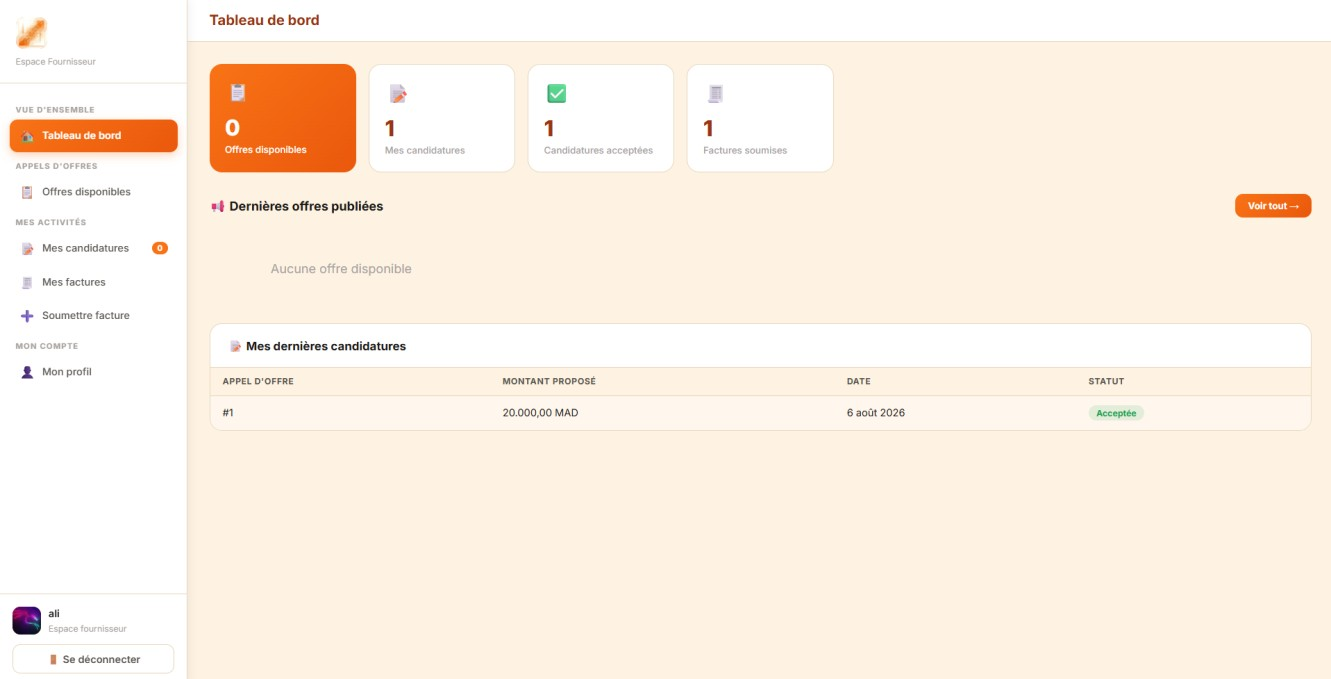 Tableau de bord
Espace Fournisseur
VUE D'ENSEMBLE
Tableau de bord
APPELS D'OFFRES
Offres disponibles
MES ACTIVITÉS
Mes candidatures 0
Mes factures
Soumettre facture
MON COMPTE
Mon profil
ali
Espace fournisseur
Se déconnecter
0
Offres disponibles
1
Mes candidatures
1
Candidatures acceptées
1
Factures soumises
Dernières offres publiées
Voir tout →
Aucune offre disponible
Mes dernières candidatures
APPEL D'OFFRE MONTANT PROPOSÉ DATE STATUT
#1 20.000,00 MAD 6 août 2026 Acceptée